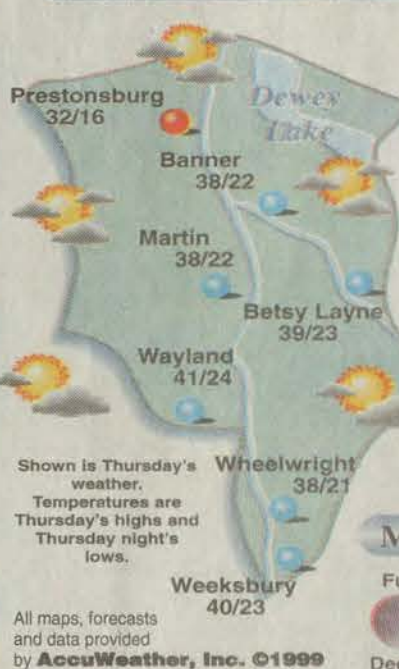 Dewey
Lake
Prestonsburg
32/16
Banner
38/22
Martin
38/22
Betsy Layne
39/23
Wayland
41/24
Shown is Thursday's
weather.
Temperatures are
Thursday's highs and
Thursday night's
lows.
Wheelwright
38/21
Weeksbury
40/23
All maps, forecasts
and data provided
by AccuWeather, Inc. ©1999